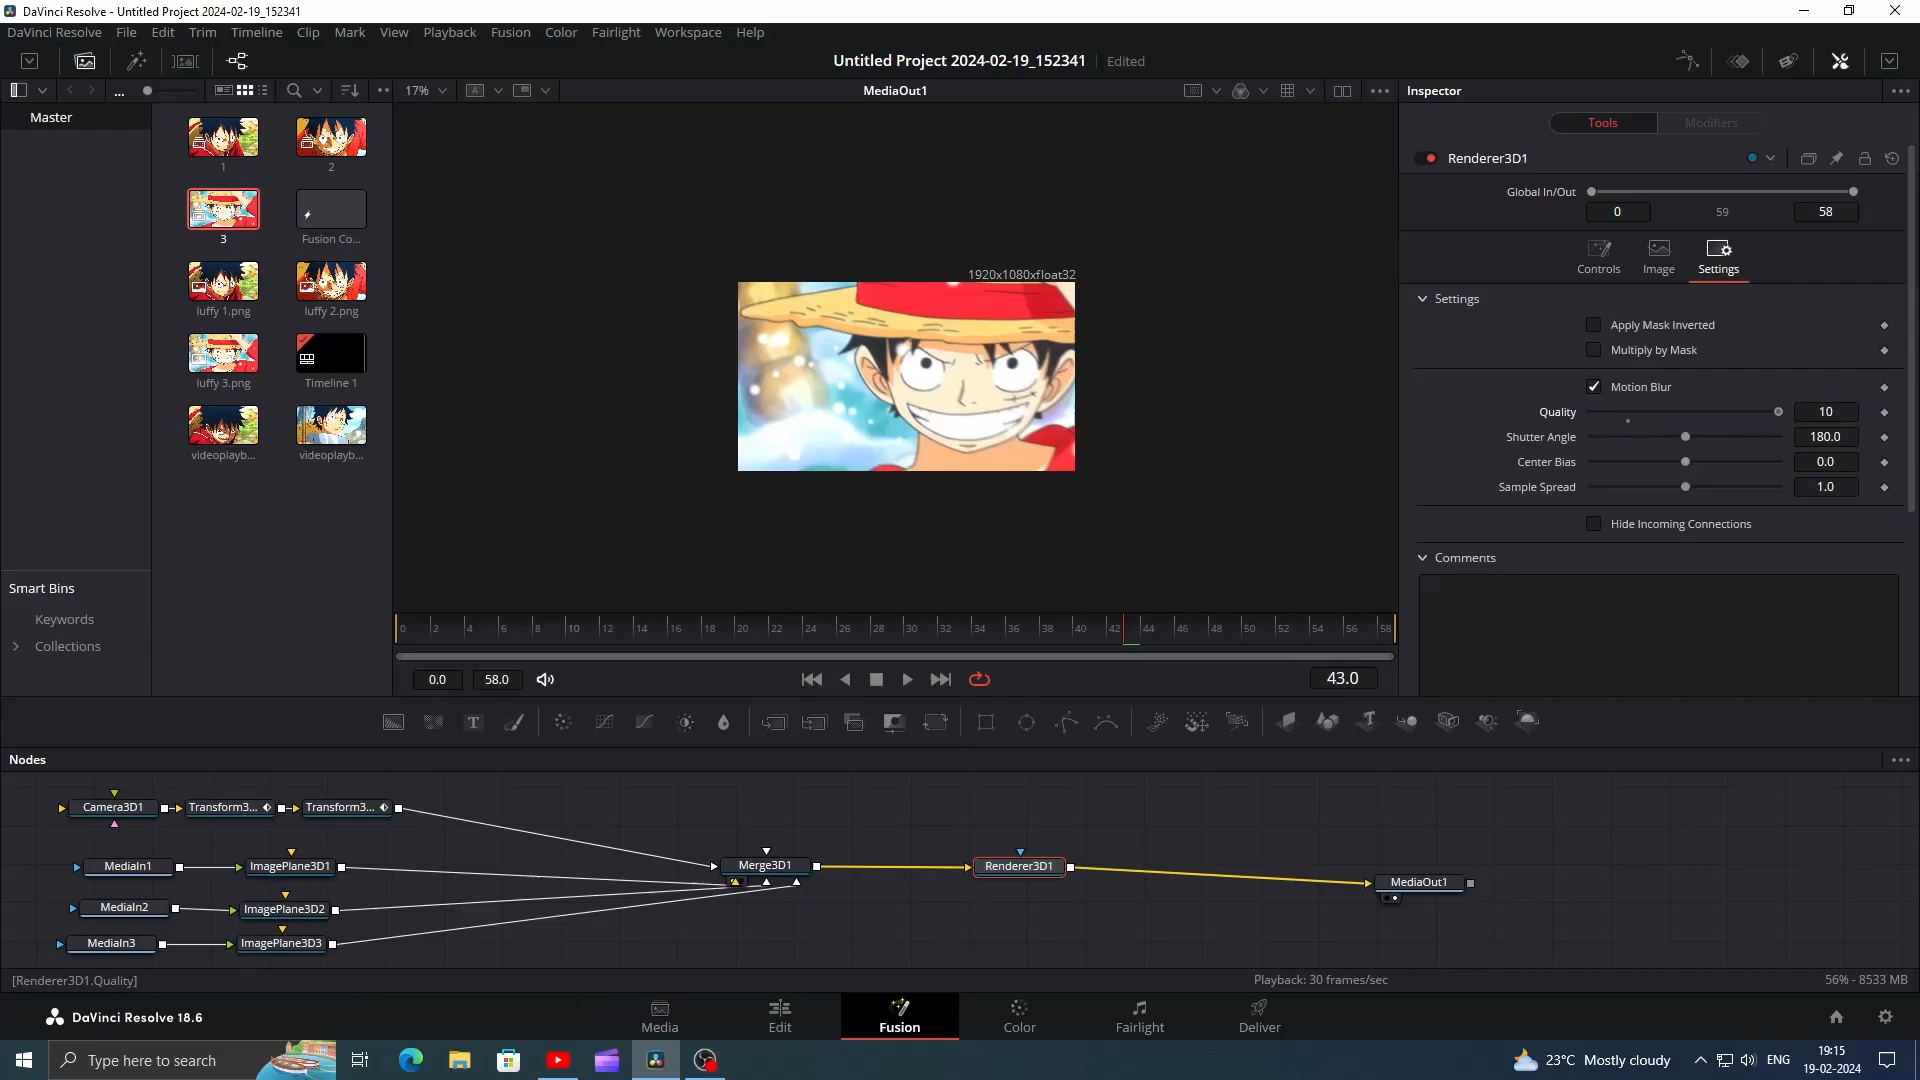 DaVinci Resolve - Untitled Project 2024-02-19_152341
DaVinci Resolve File Edit Trim Timeline Clip Mark View Playback Fusion Color Fairlight Workspace Help
Untitled Project 2024-02-19_152341 Edited
... 17% A MediaOut1 Inspector
Master
1
2
3
Fusion Co...
luffy 1.png
luffy 2.png
luffy 3.png
Timeline 1
videoplayb...
videoplayb...
Smart Bins
Keywords
Collections
1920x1080xfloat32
0 2 4 6 8 10 12 14 16 18 20 22 24 26 28 30 32 34 36 38 40 42 44 46 48 50 52 54 56 58
0.0 58.0 43.0
Tools Modifiers
Renderer3D1
Global In/Out
0 59 58
Controls Image Settings
Settings
Apply Mask Inverted
Multiply by Mask
Motion Blur
Quality 10
Shutter Angle 180.0
Center Bias 0.0
Sample Spread 1.0
Hide Incoming Connections
Comments
T T
Nodes
Camera3D1 Transform3... Transform3...
MediaIn1 ImagePlane3D1 Merge3D1 Renderer3D1
MediaOut1
MediaIn2 ImagePlane3D2
MediaIn3 ImagePlane3D3
[Renderer3D1.Quality] Playback: 30 frames/sec 56% - 8533 MB
DaVinci Resolve 18.6
Media Edit Fusion Color Fairlight Deliver
Type here to search
23°C Mostly cloudy
ENG
19:15
19-02-2024